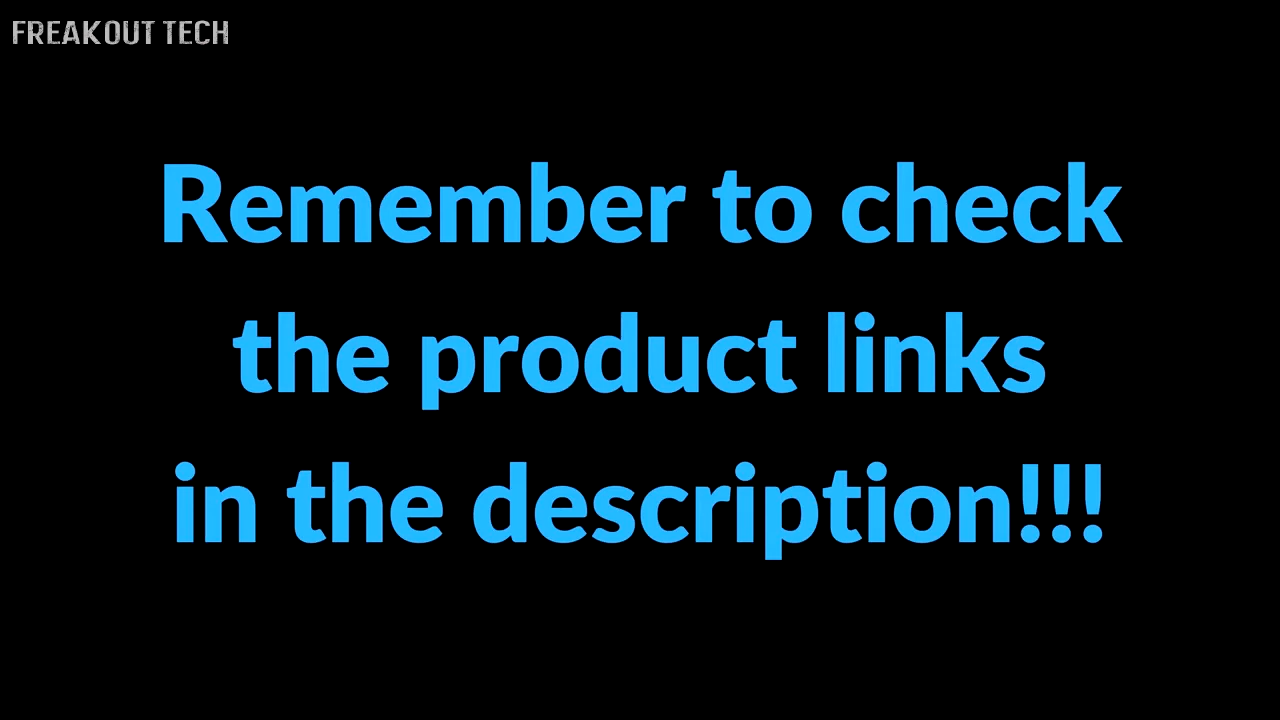 FREAKOUT TECH
Remember to check
the product links
in the description!!!